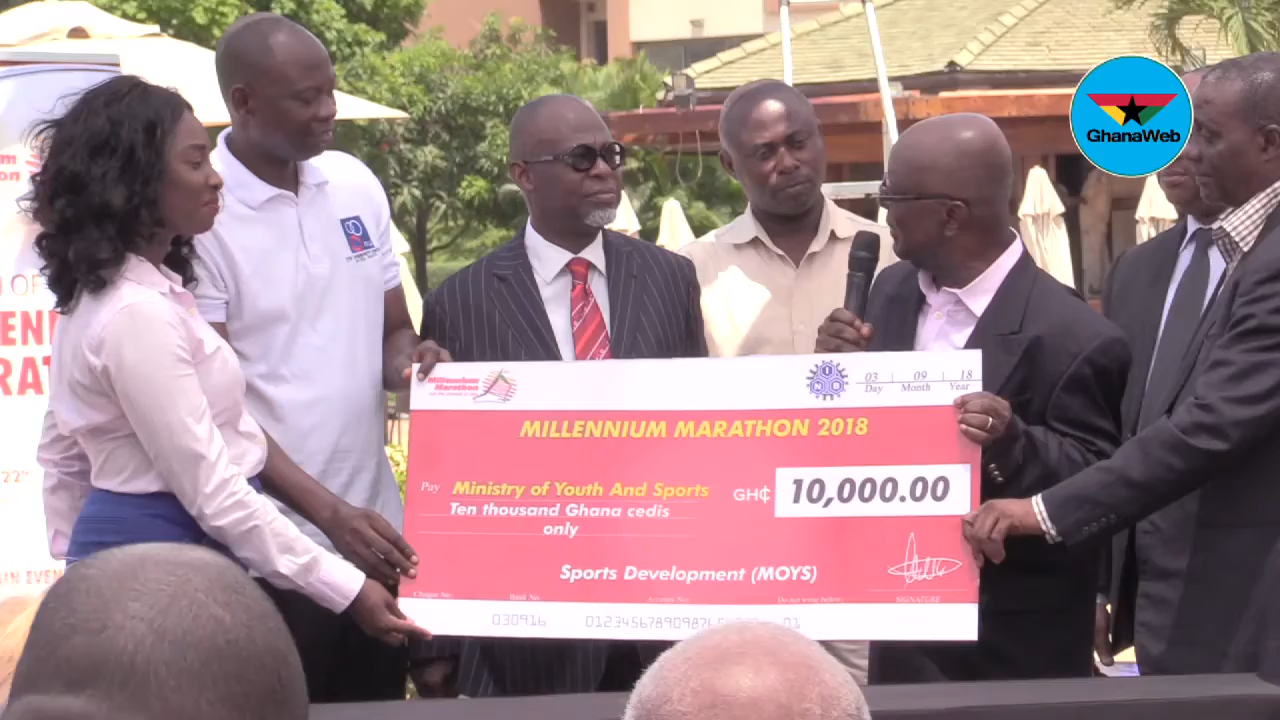 GhanaWeb
Millennium
Marathon
03 09 18
Day Month Year
MILLENNIUM MARATHON 2018
Pay Ministry of Youth And Sports GH₵ 10,000.00
Ten thousand Ghana cedis
only
Sports Development (MOYS)
SIGNATURE
030916